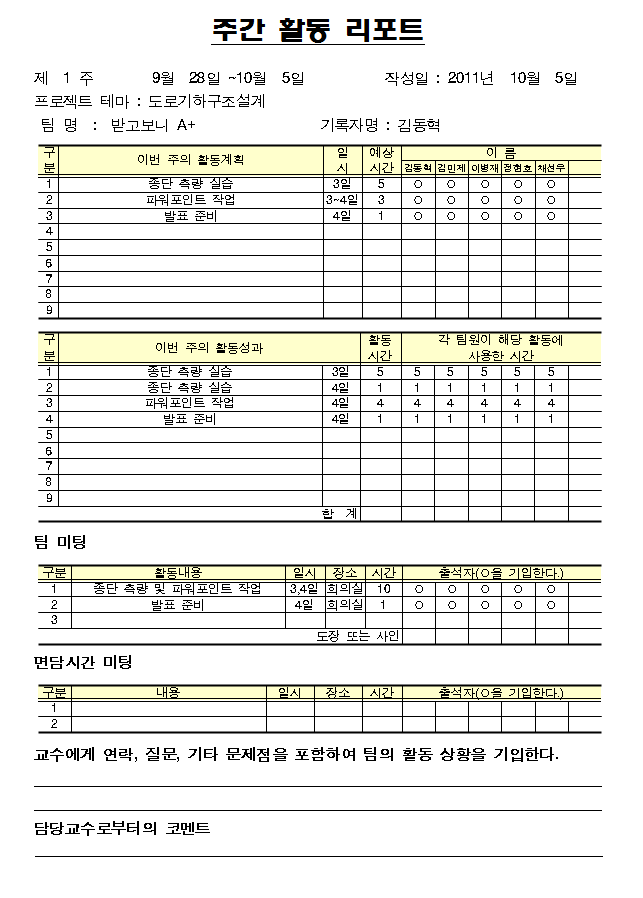 주간 활동 리포트
제 1 주 9월 28일 ~10월 5일 작성일 : 2011년 10월 5일
프로젝트 테마 : 도로기하구조설계
팀 명 : 받고보니 A+ 기록자명 : 김동혁
구분 이번 주의 활동계획 일시 예상시간 이 름
김동혁 김민제 이병재 정현호 채선우
1 종단 측량 실습 3일 5 ○ ○ ○ ○ ○
2 파워포인트 작업 3~4일 3 ○ ○ ○ ○ ○
3 발표 준비 4일 1 ○ ○ ○ ○ ○
4
5
6
7
8
9
구분 이번 주의 활동성과 활동시간 각 팀원이 해당 활동에 사용한 시간
1 종단 측량 실습 3일 5 5 5 5 5 5
2 종단 측량 실습 4일 1 1 1 1 1 1
3 파워포인트 작업 4일 4 4 4 4 4 4
4 발표 준비 4일 1 1 1 1 1 1
5
6
7
8
9
합 계
팀 미팅
구분 활동내용 일시 장소 시간 출석자(○을 기입한다.)
1 종단 측량 및 파워포인트 작업 3,4일 회의실 10 ○ ○ ○ ○ ○
2 발표 준비 4일 회의실 1 ○ ○ ○ ○ ○
3
도장 또는 사인
면담시간 미팅
구분 내용 일시 장소 시간 출석자(○을 기입한다.)
1
2
교수에게 연락, 질문, 기타 문제점을 포함하여 팀의 활동 상황을 기입한다.
담당교수로부터의 코멘트